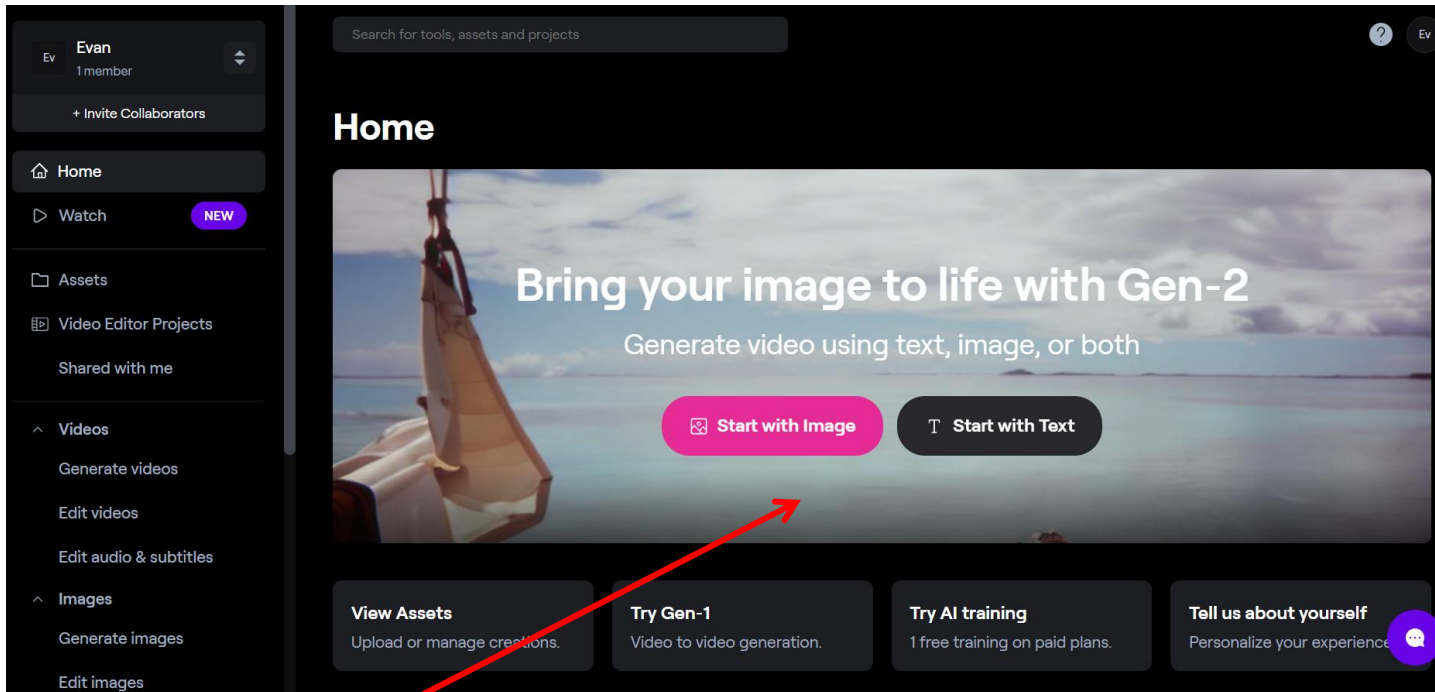 Ev
Evan
1 member
+ Invite Collaborators
Home
Watch
NEW
Assets
Video Editor Projects
Shared with me
Videos
Generate videos
Edit videos
Edit audio & subtitles
Images
Generate images
Edit images
Search for tools, assets and projects
?
Ev
Home
Bring your image to life with Gen-2
Generate video using text, image, or both
Start with Image
T Start with Text
View Assets
Upload or manage creations.
Try Gen-1
Video to video generation.
Try AI training
1 free training on paid plans.
Tell us about yourself
Personalize your experience